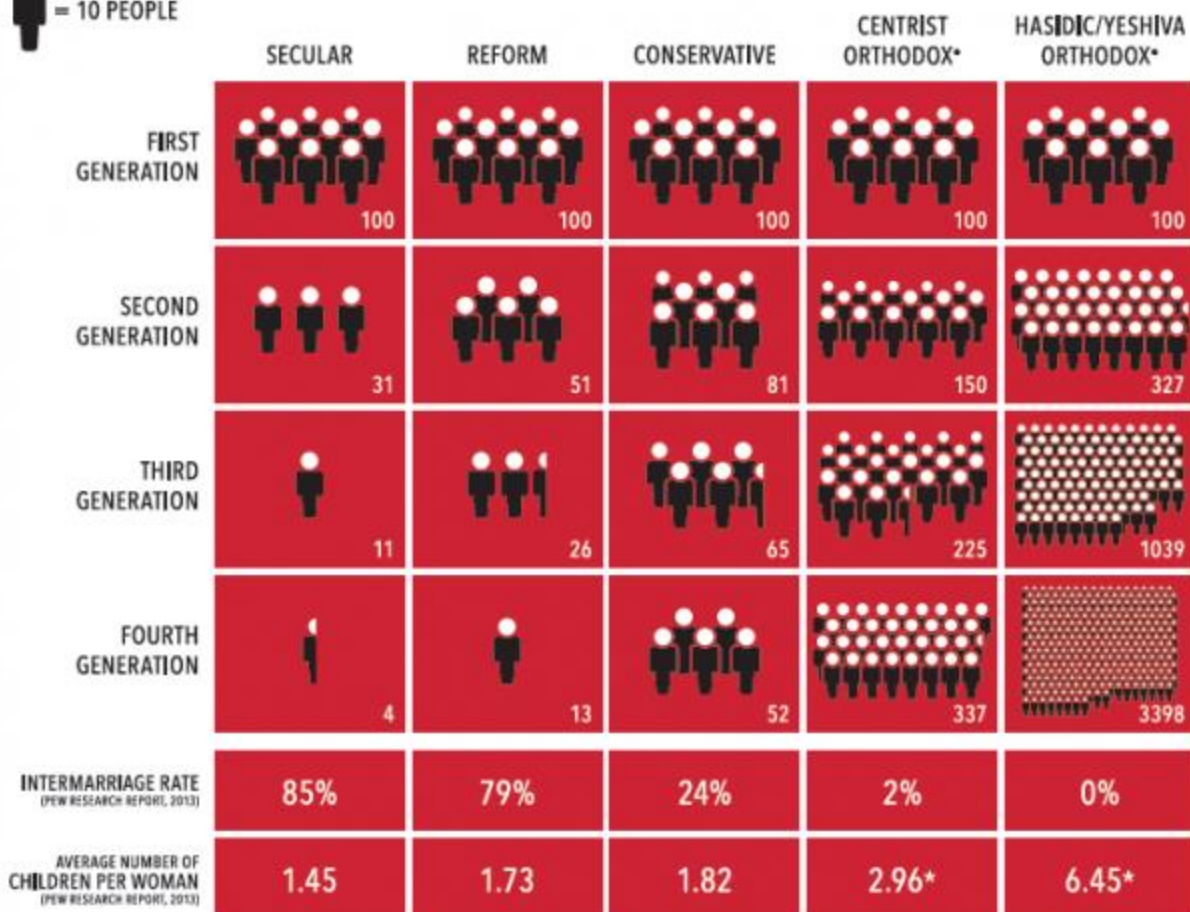 = 10 PEOPLE
SECULAR
REFORM
CONSERVATIVE
CENTRIST
ORTHODOX*
HASIDIC/YESHIVA
ORTHODOX*
FIRST
GENERATION
100
100
100
100
100
SECOND
GENERATION
31
51
81
150
327
THIRD
GENERATION
11
26
65
225
1039
FOURTH
GENERATION
4
13
52
337
3398
INTERMARRIAGE RATE
(PEW RESEARCH REPORT, 2013)
85%
79%
24%
2%
0%
AVERAGE NUMBER OF
CHILDREN PER WOMAN
(PEW RESEARCH REPORT, 2013)
1.45
1.73
1.82
2.96*
6.45*